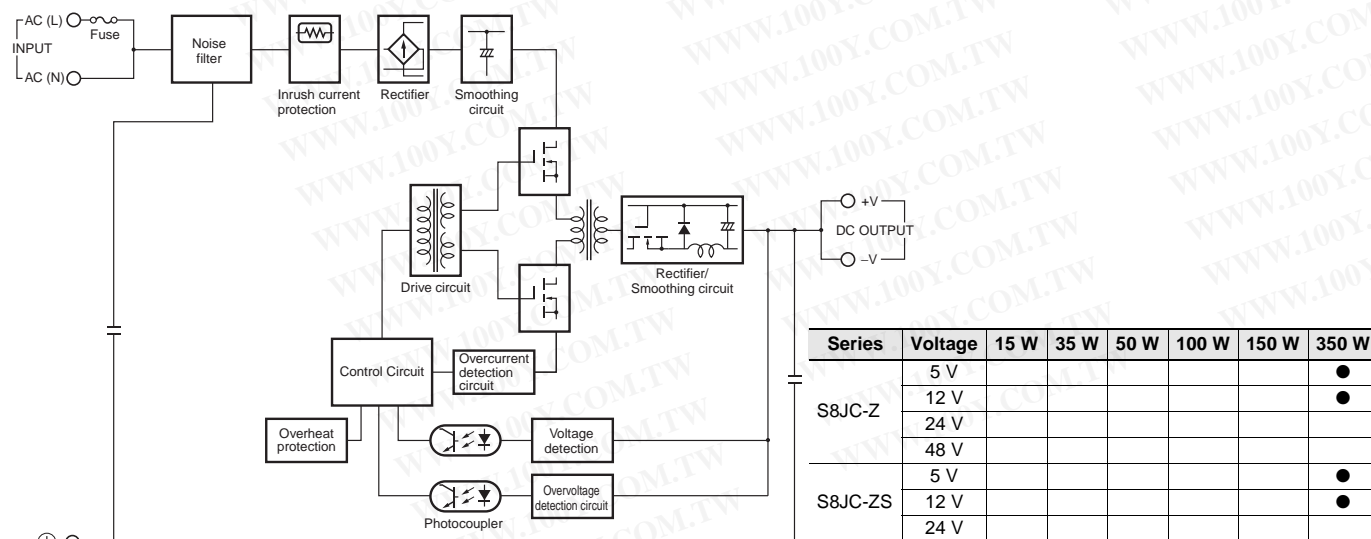 AC (L)
Fuse
INPUT
AC (N)
Noise
filter
Inrush current
protection
Rectifier
Smoothing
circuit
Drive circuit
Rectifier/
Smoothing circuit
+V
DC OUTPUT
–V
Control Circuit
Overcurrent
detection
circuit
Overheat
protection
Voltage
detection
Overvoltage
detection circuit
Photocoupler
Series Voltage 15 W 35 W 50 W 100 W 150 W 350 W
S8JC-Z
5 V ●
12 V ●
24 V
48 V
S8JC-ZS
5 V ●
12 V ●
24 V
WWW.100Y.COM.TW